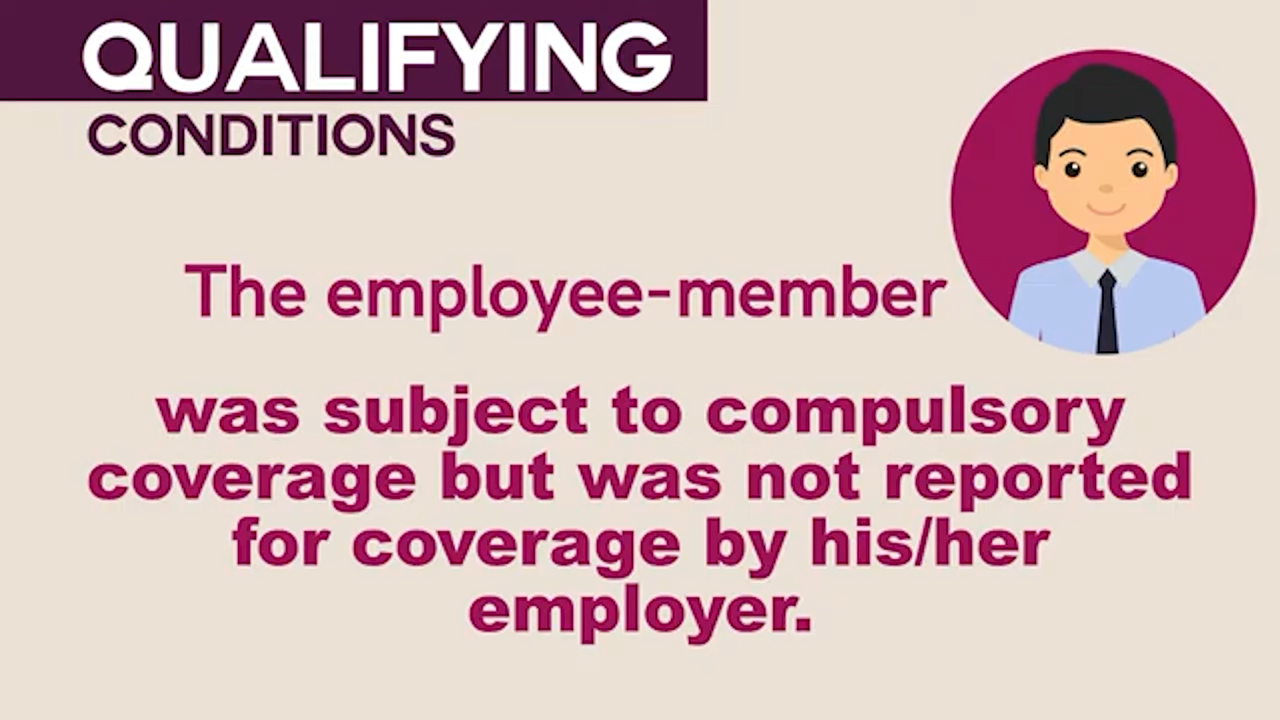 QUALIFYING
CONDITIONS
The employee-member
was subject to compulsory
coverage but was not reported
for coverage by his/her
employer.